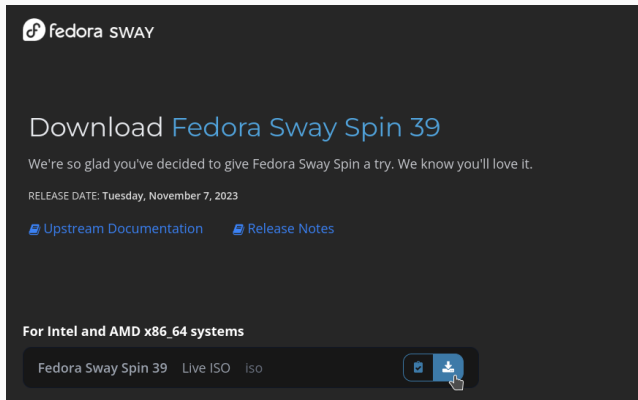 fedora SWAY
Download Fedora Sway Spin 39
We're so glad you've decided to give Fedora Sway Spin a try. We know you'll love it.
RELEASE DATE: Tuesday, November 7, 2023
Upstream Documentation Release Notes
For Intel and AMD x86_64 systems
Fedora Sway Spin 39 Live ISO iso